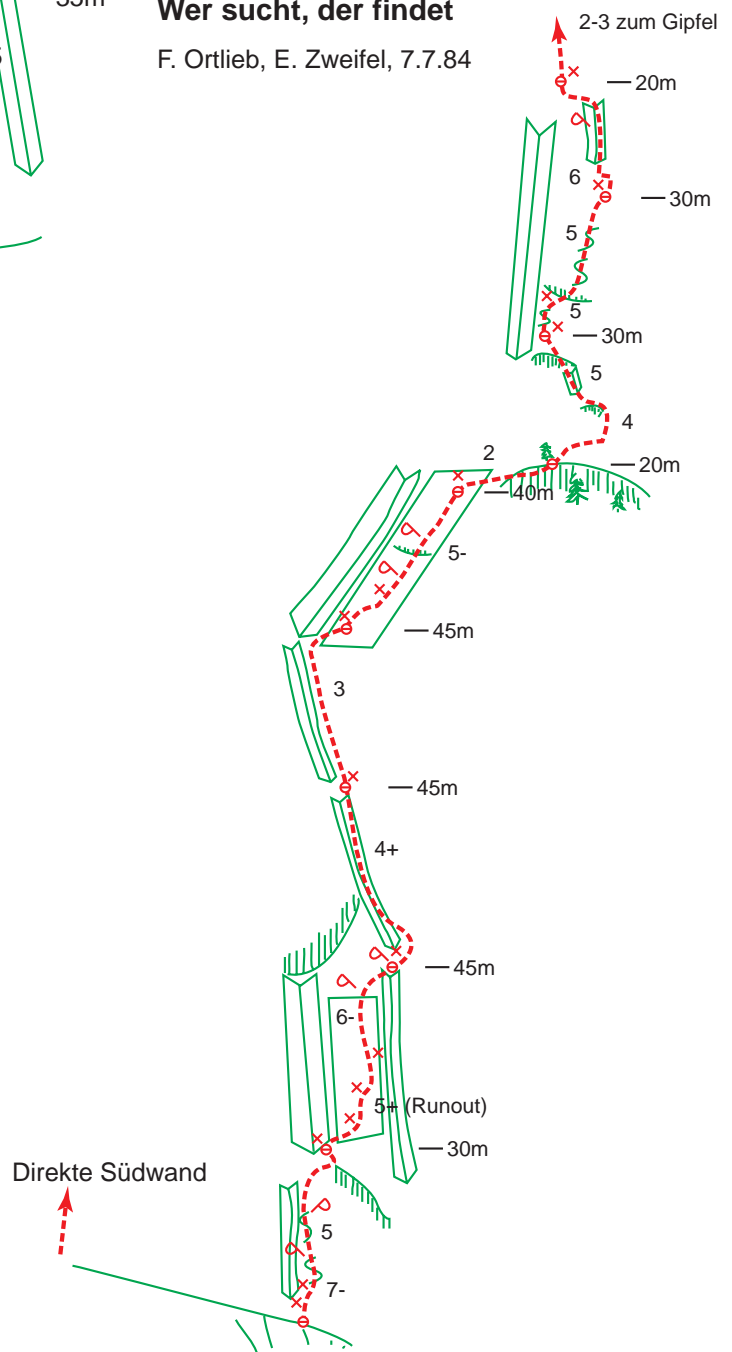 35m
Wer sucht, der findet
F. Ortlieb, E. Zweifel, 7.7.84
2-3 zum Gipfel
20m
6
30m
5
5
30m
5
4
2
20m
40m
5-
45m
3
45m
4+
45m
6-
5+ (Runout)
30m
Direkte Südwand
5
7-